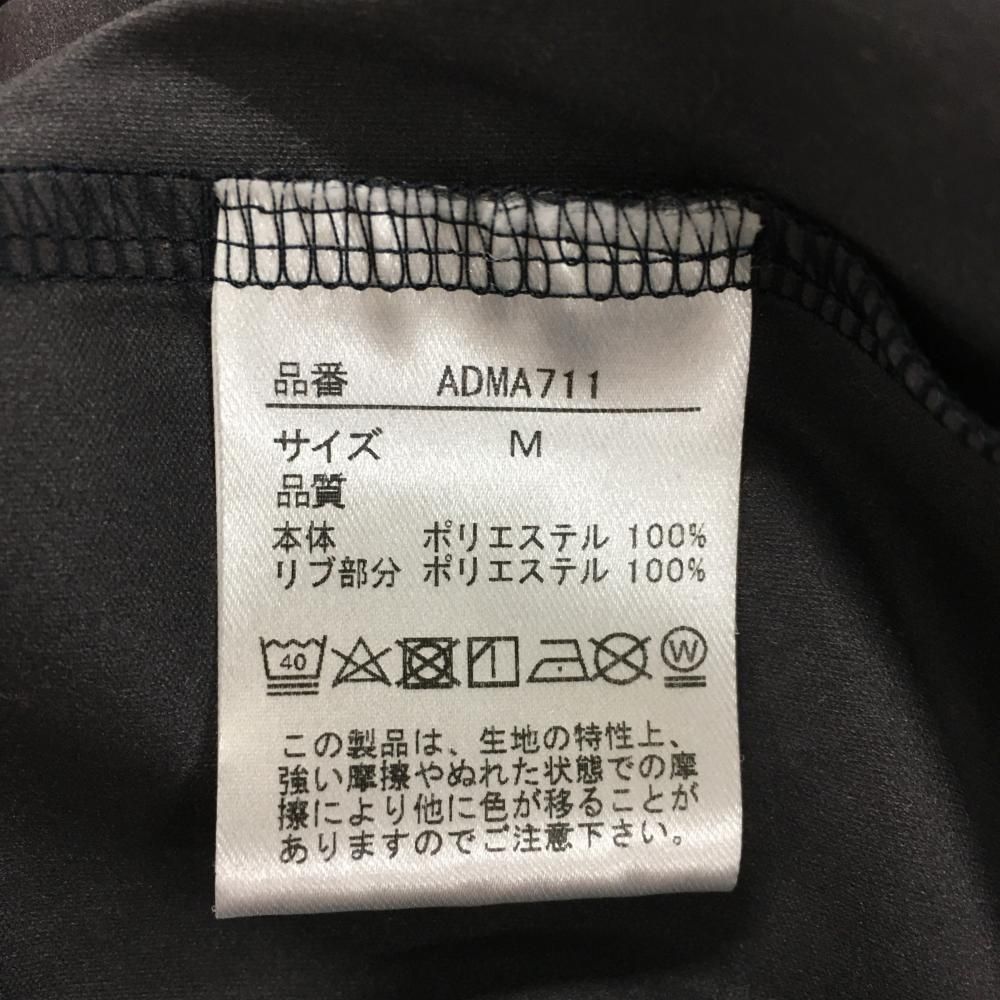 品番 ADMA711
サイズ M
品質
本体 ポリエステル 100%
リブ部分 ポリエステル 100%
40 W
この製品は、生地の特性上、
強い摩擦やぬれた状態での摩
擦により他に色が移ることが
ありますのでご注意下さい。